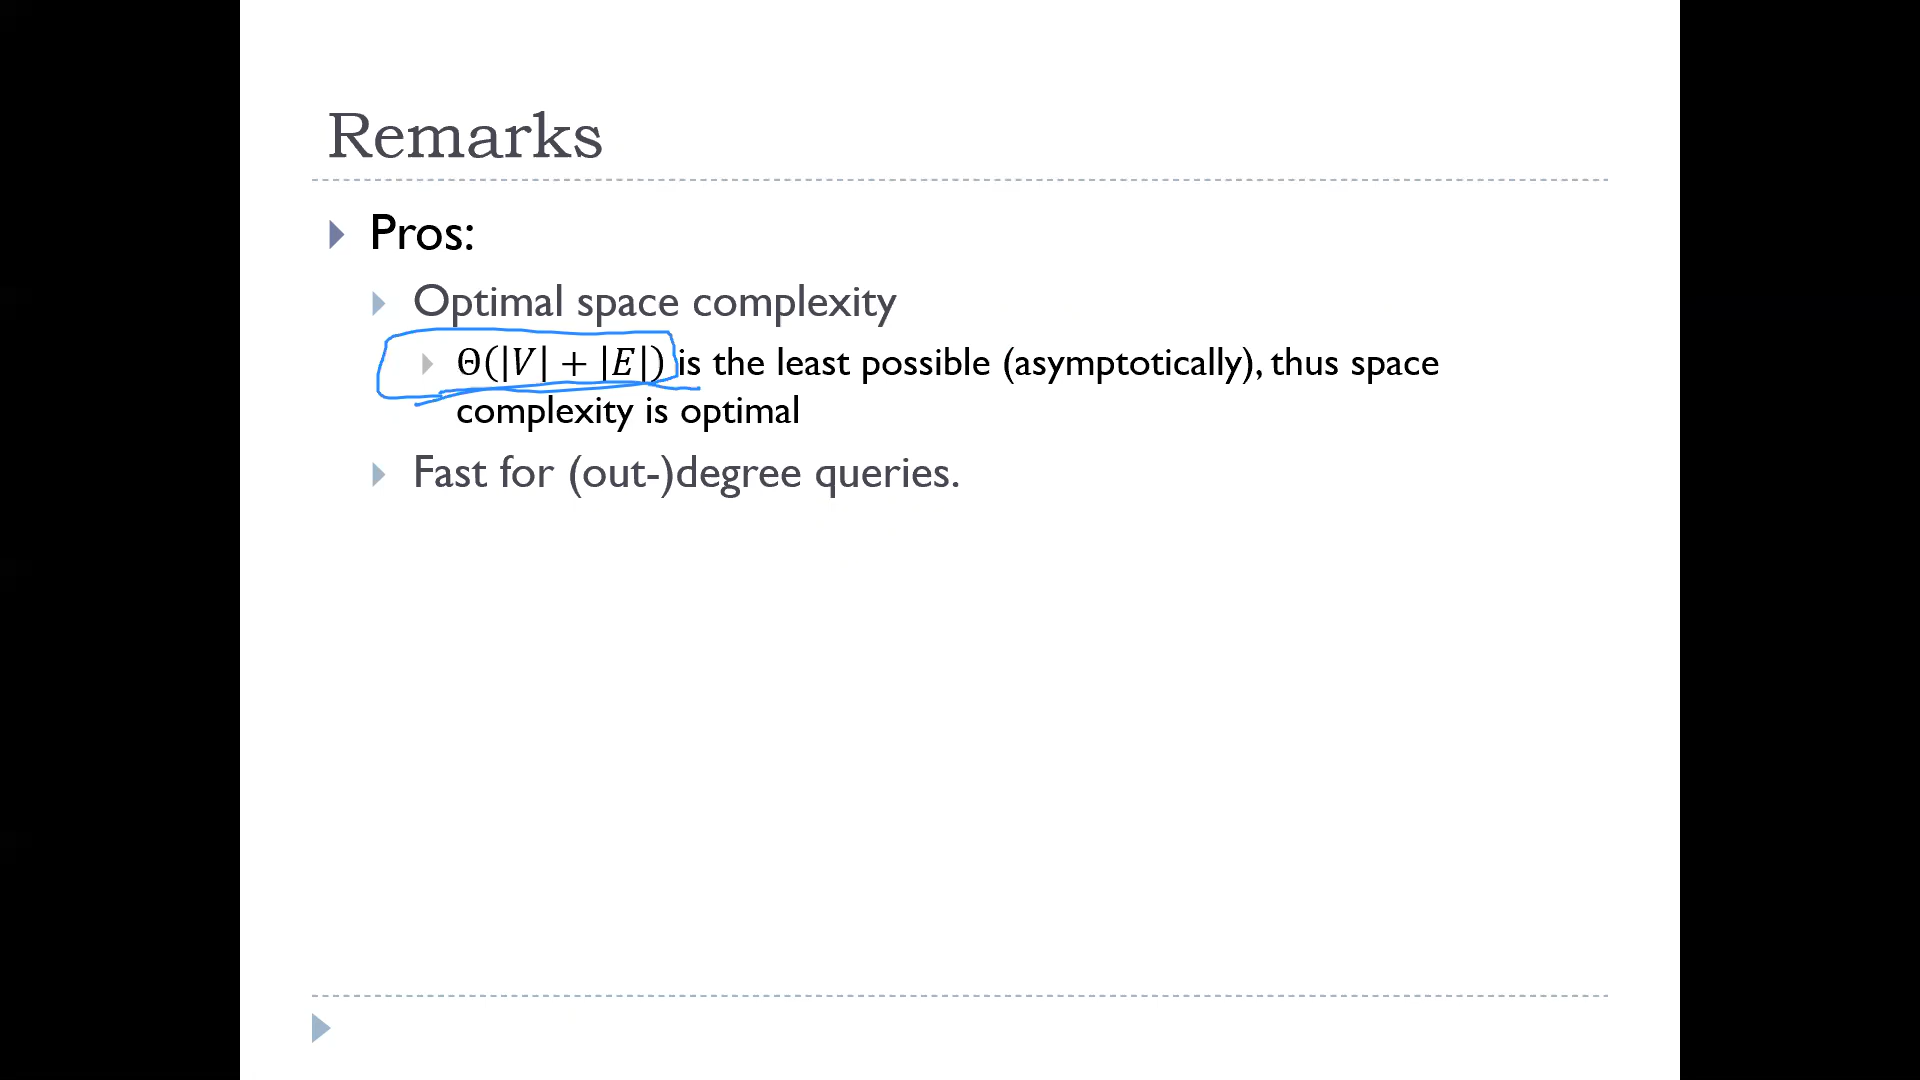 Remarks
Pros:
Optimal space complexity
Θ(|V| + |E|) is the least possible (asymptotically), thus space
complexity is optimal
Fast for (out-)degree queries.